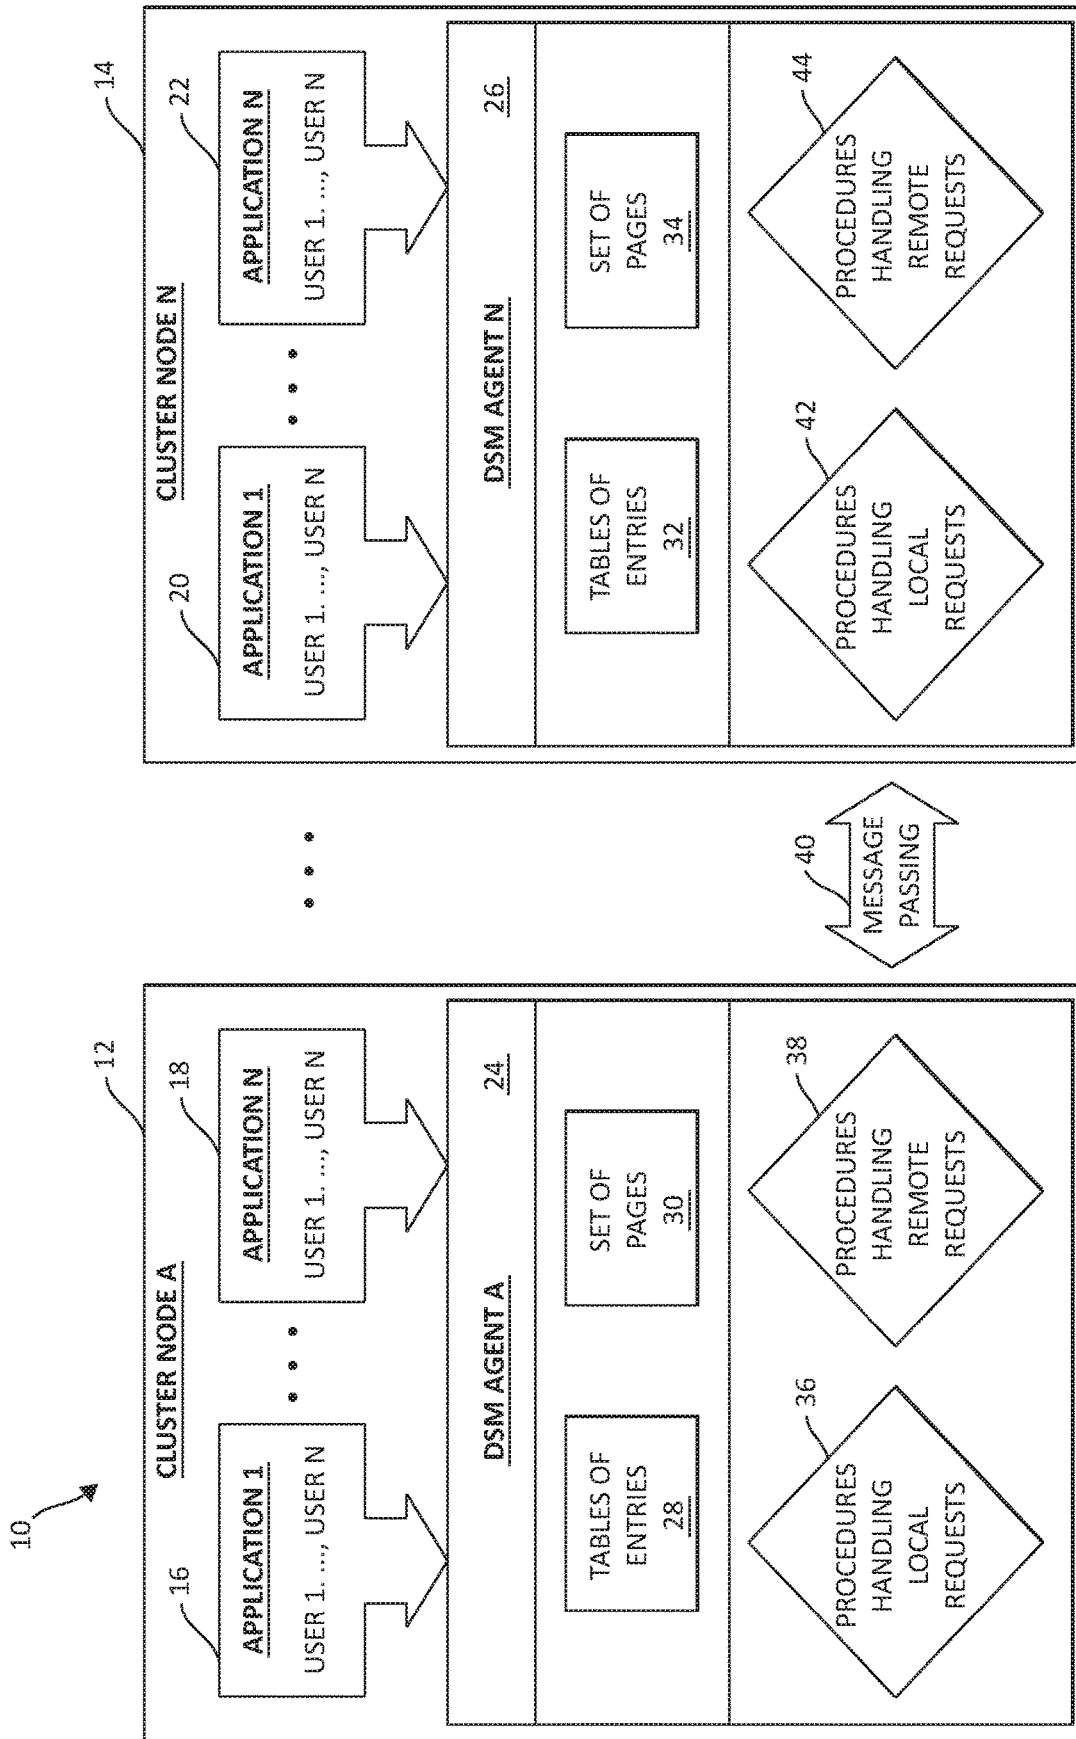 10
12
CLUSTER NODE A
16
APPLICATION 1
USER 1. ..., USER N
18
APPLICATION N
USER 1. ..., USER N
DSM AGENT A
24
TABLES OF
ENTRIES
28
SET OF
PAGES
30
36
PROCEDURES
HANDLING
LOCAL
REQUESTS
38
PROCEDURES
HANDLING
REMOTE
REQUESTS
40
MESSAGE
PASSING
14
CLUSTER NODE N
20
APPLICATION 1
USER 1. ..., USER N
22
APPLICATION N
USER 1. ..., USER N
DSM AGENT N
26
TABLES OF
ENTRIES
32
SET OF
PAGES
34
42
PROCEDURES
HANDLING
LOCAL
REQUESTS
44
PROCEDURES
HANDLING
REMOTE
REQUESTS